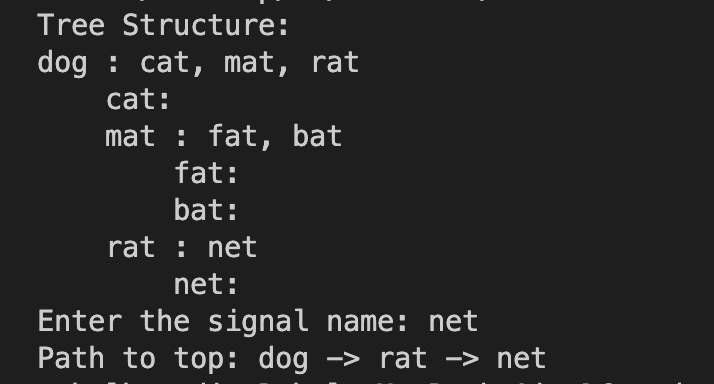 Tree Structure:
dog : cat, mat, rat
    cat:
    mat : fat, bat
        fat:
        bat:
    rat : net
        net:
Enter the signal name: net
Path to top: dog -> rat -> net